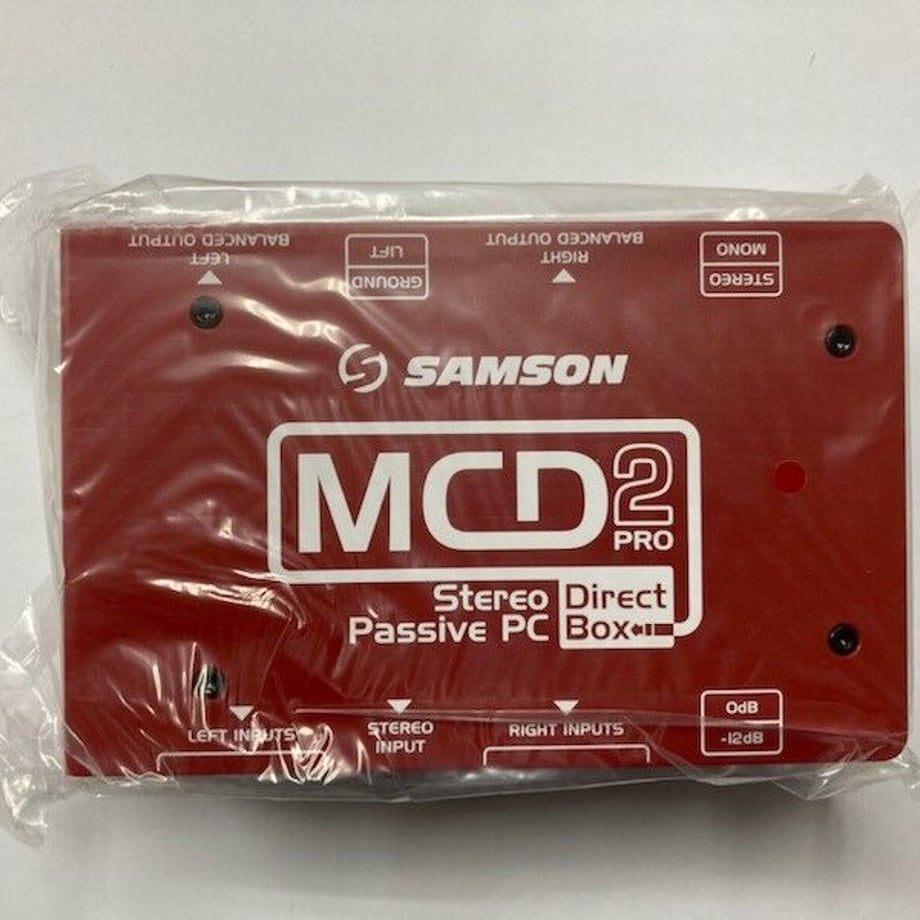 LEFT
BALANCED OUTPUT
GROUND
LIFT
RIGHT
BALANCED OUTPUT
STEREO
MONO
SAMSON
MCD2
PRO
Stereo
Passive PC
Direct
Box
LEFT INPUTS
STEREO
INPUT
RIGHT INPUTS
0dB
-12dB